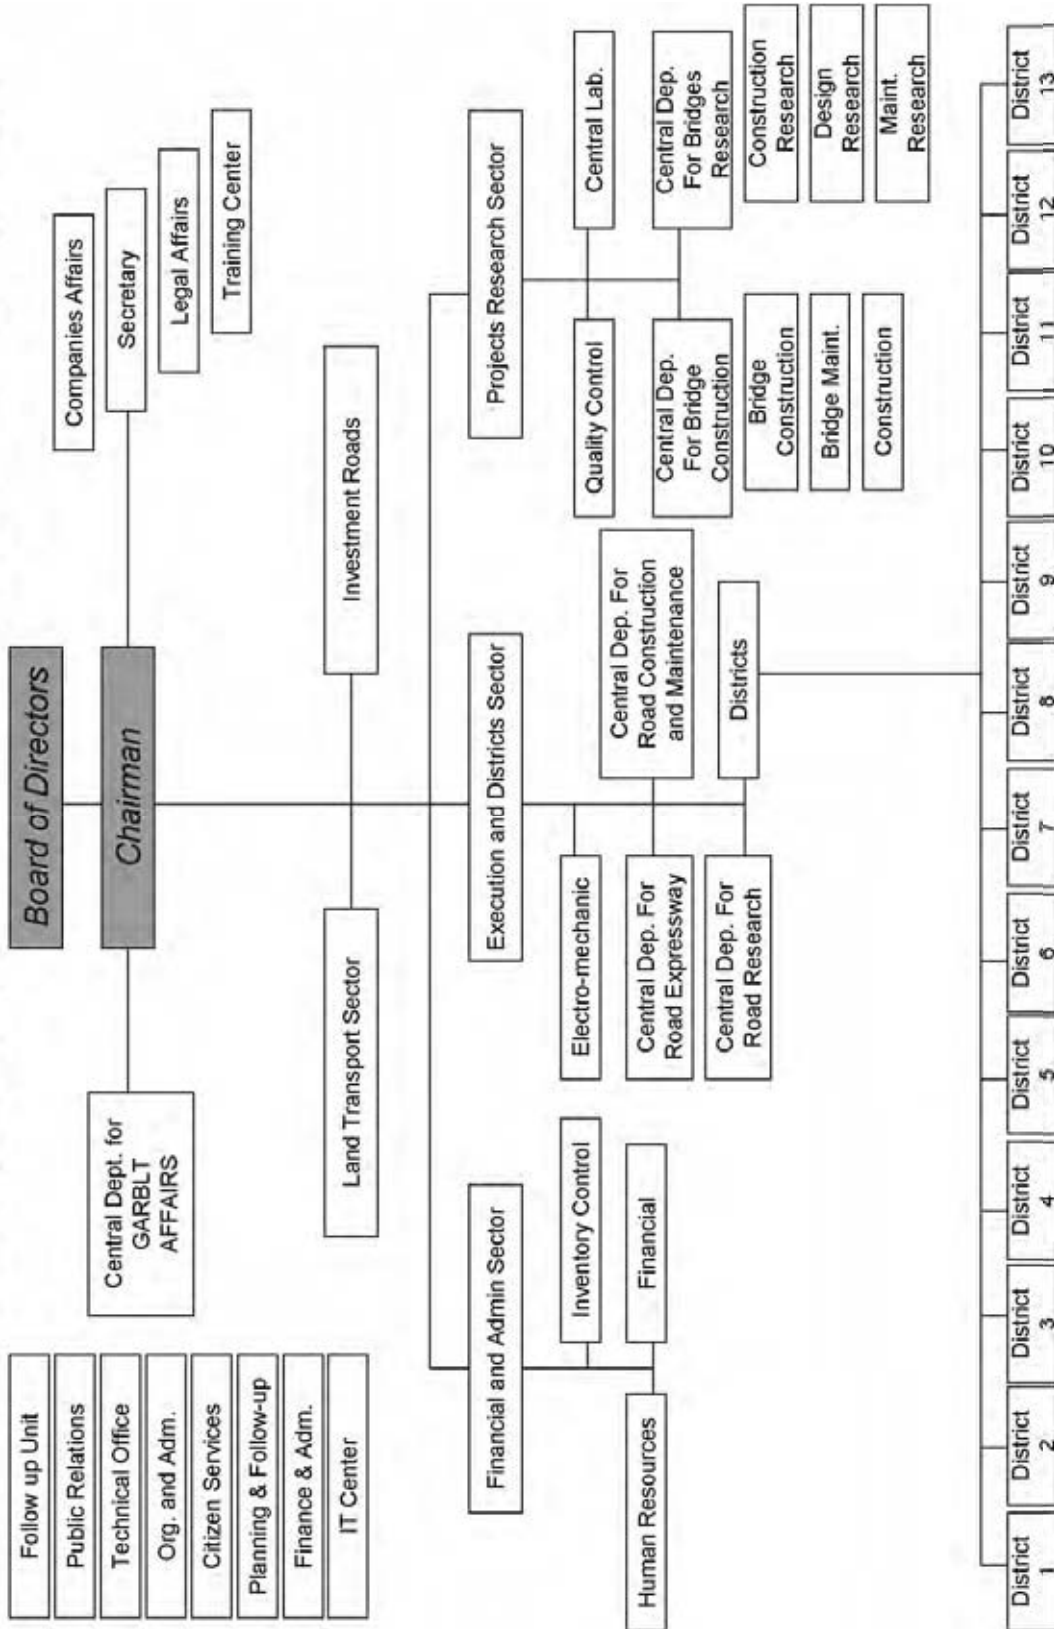 Board of Directors
Chairman
Follow up Unit
Public Relations
Technical Office
Org. and Adm.
Citizen Services
Planning & Follow-up
Finance & Adm.
IT Center
Central Dept. for
GARBLT
AFFAIRS
Companies Affairs
Secretary
Legal Affairs
Training Center
Land Transport Sector
Investment Roads
Financial and Admin Sector
Execution and Districts Sector
Projects Research Sector
Inventory Control
Human Resources
Financial
Electro-mechanic
Central Dep. For
Road Expressway
Central Dep. For
Road Research
Central Dep. For
Road Construction
and Maintenance
Districts
Quality Control
Central Lab.
Central Dep.
For Bridge
Construction
Central Dep.
For Bridges
Research
Bridge
Construction
Bridge Maint.
Construction
Construction
Research
Design
Research
Maint.
Research
District
1
District
2
District
3
District
4
District
5
District
6
District
7
District
8
District
9
District
10
District
11
District
12
District
13